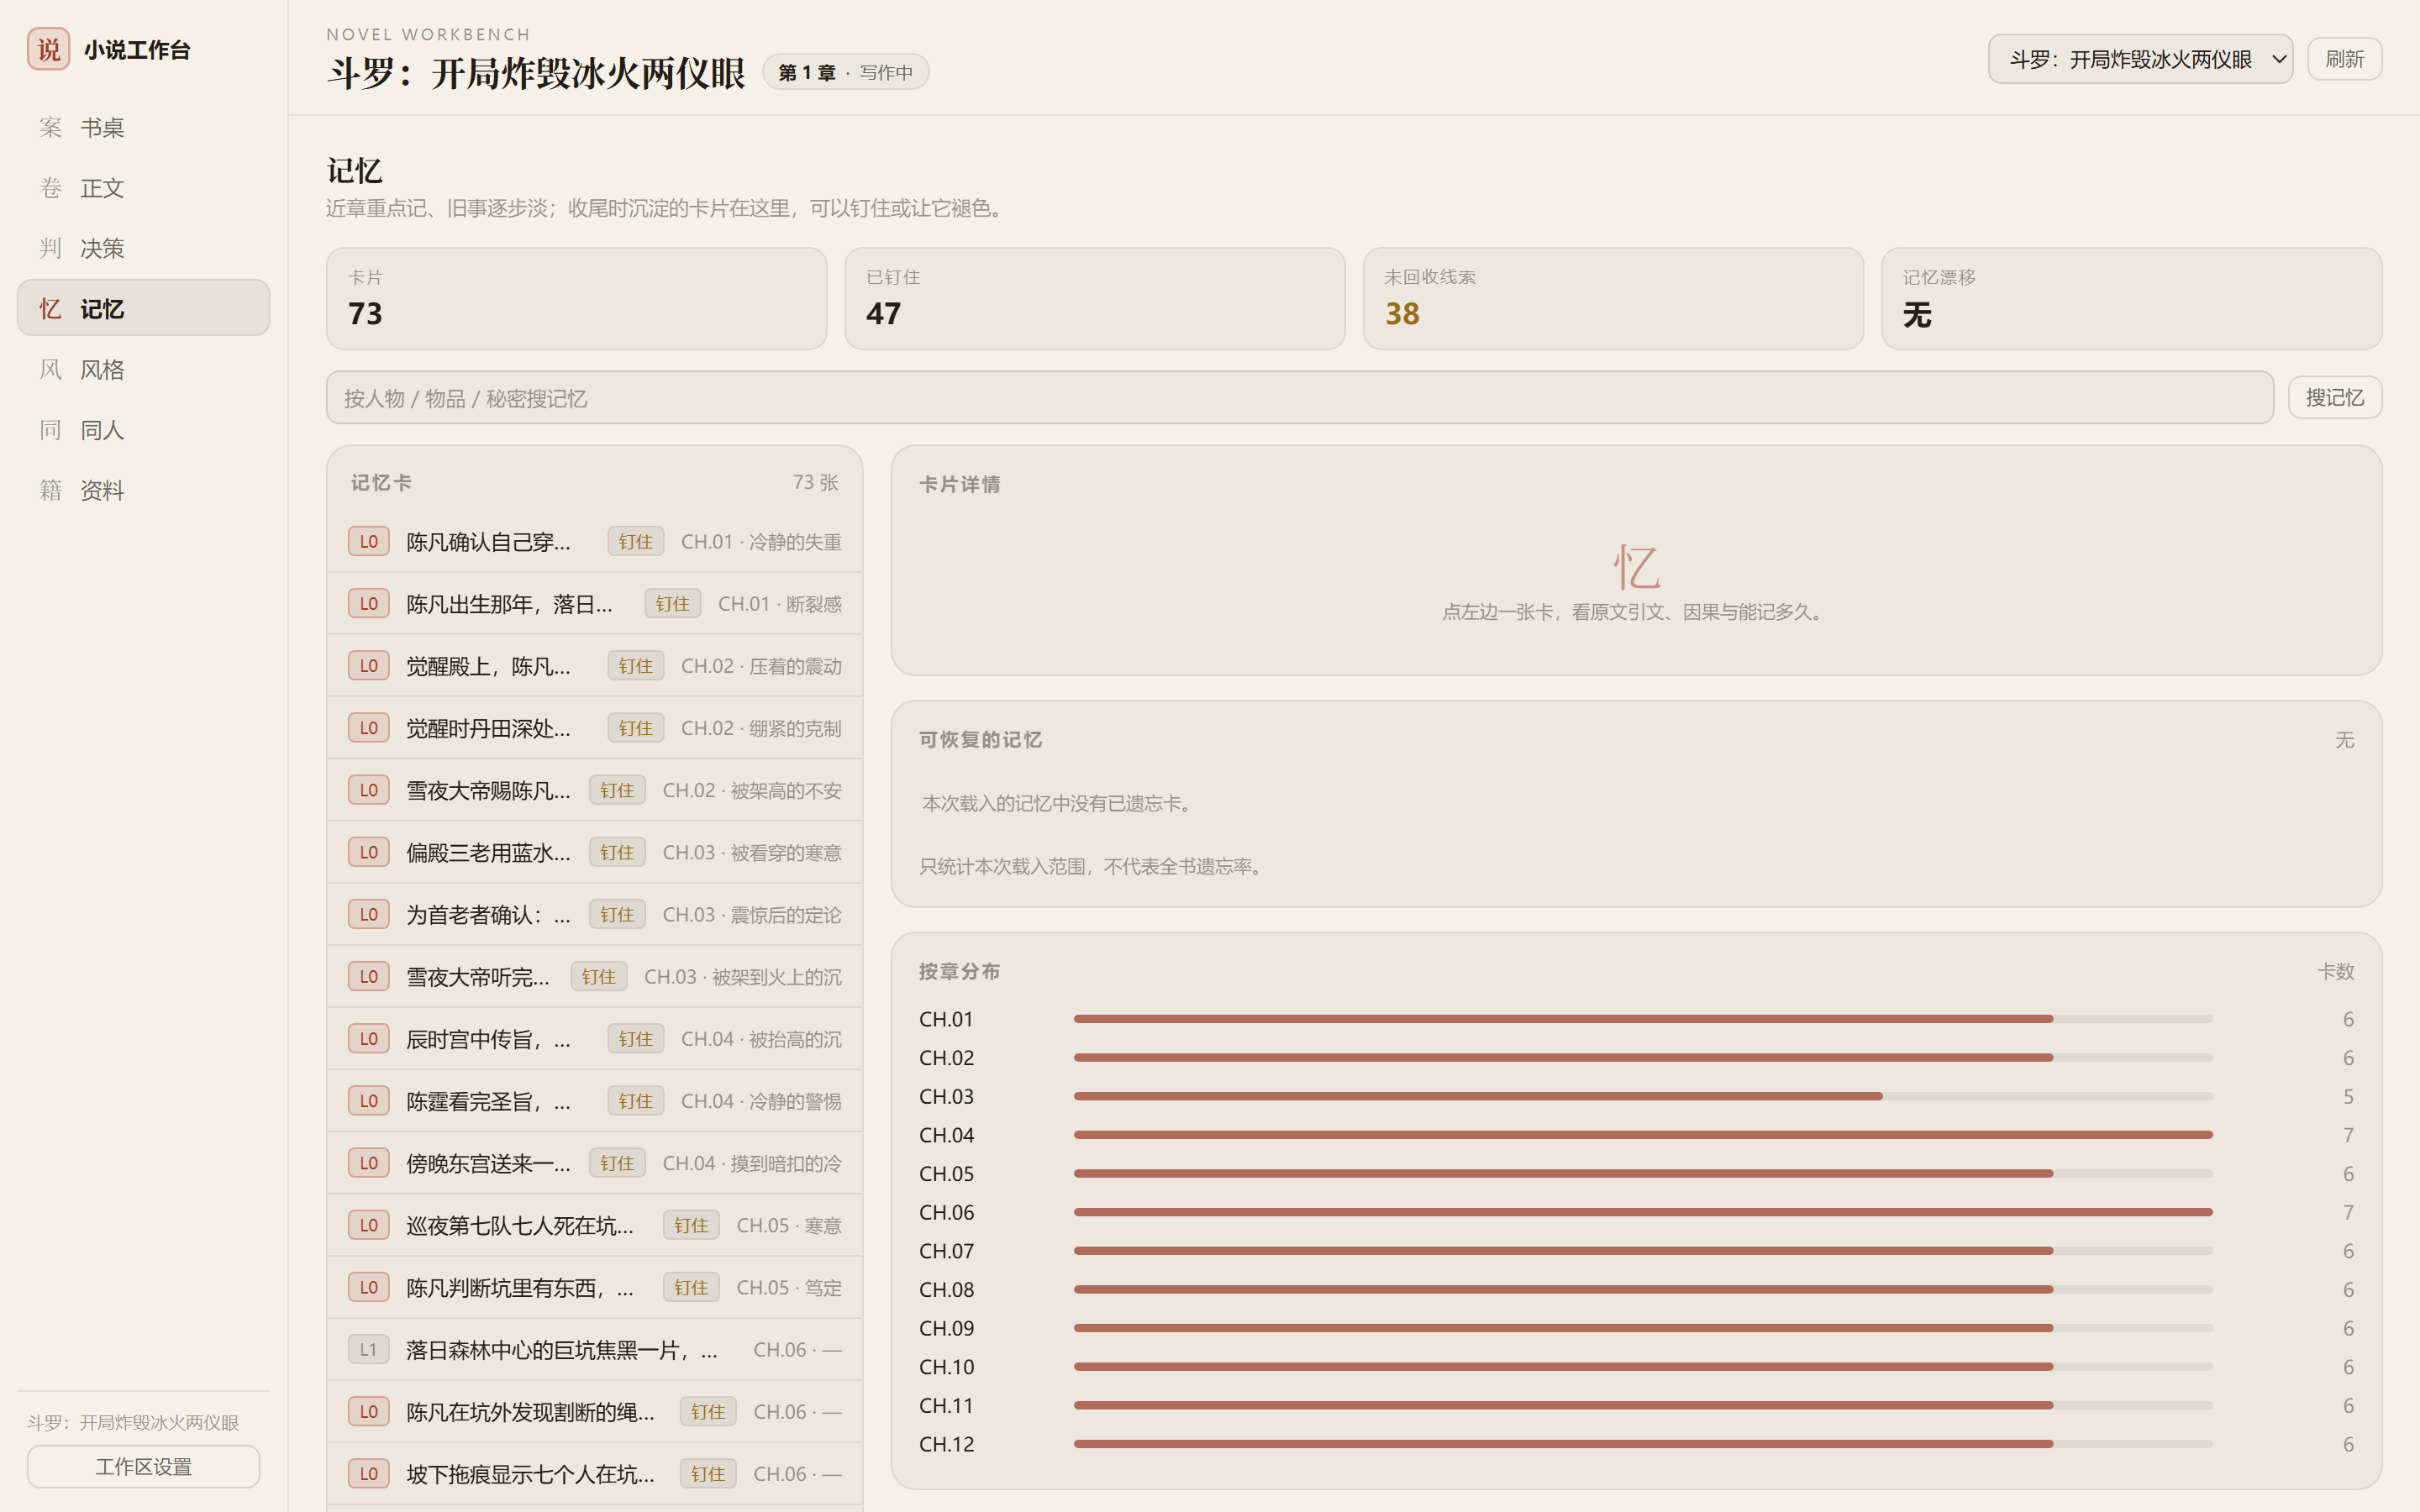 说 小说工作台
案 书桌
卷 正文
判 决策
忆 记忆
风 风格
同 同人
籍 资料
斗罗：开局炸毁冰火两仪眼
工作区设置
NOVEL WORKBENCH
斗罗：开局炸毁冰火两仪眼 第 1 章 · 写作中
斗罗：开局炸毁冰火两仪眼 刷新
记忆
近章重点记、旧事逐步淡；收尾时沉淀的卡片在这里，可以钉住或让它褪色。
卡片
73
已钉住
47
未回收线索
38
记忆漂移
无
按人物 / 物品 / 秘密搜记忆 搜记忆
记忆卡 73 张
L0 陈凡确认自己穿... 钉住 CH.01 · 冷静的失重
L0 陈凡出生那年，落日... 钉住 CH.01 · 断裂感
L0 觉醒殿上，陈凡... 钉住 CH.02 · 压着的震动
L0 觉醒时丹田深处... 钉住 CH.02 · 绷紧的克制
L0 雪夜大帝赐陈凡... 钉住 CH.02 · 被架高的不安
L0 偏殿三老用蓝水... 钉住 CH.03 · 被看穿的寒意
L0 为首老者确认：... 钉住 CH.03 · 震惊后的定论
L0 雪夜大帝听完... 钉住 CH.03 · 被架到火上的沉
L0 辰时宫中传旨，... 钉住 CH.04 · 被抬高的沉
L0 陈霆看完圣旨，... 钉住 CH.04 · 冷静的警惕
L0 傍晚东宫送来一... 钉住 CH.04 · 摸到暗扣的冷
L0 巡夜第七队七人死在坑... 钉住 CH.05 · 寒意
L0 陈凡判断坑里有东西，... 钉住 CH.05 · 笃定
L1 落日森林中心的巨坑焦黑一片，... CH.06 · —
L0 陈凡在坑外发现割断的绳... 钉住 CH.06 · —
L0 坡下拖痕显示七个人在坑... 钉住 CH.06 · —
卡片详情
忆
点左边一张卡，看原文引文、因果与能记多久。
可恢复的记忆 无
本次载入的记忆中没有已遗忘卡。
只统计本次载入范围，不代表全书遗忘率。
按章分布 卡数
CH.01 6
CH.02 6
CH.03 5
CH.04 7
CH.05 6
CH.06 7
CH.07 6
CH.08 6
CH.09 6
CH.10 6
CH.11 6
CH.12 6